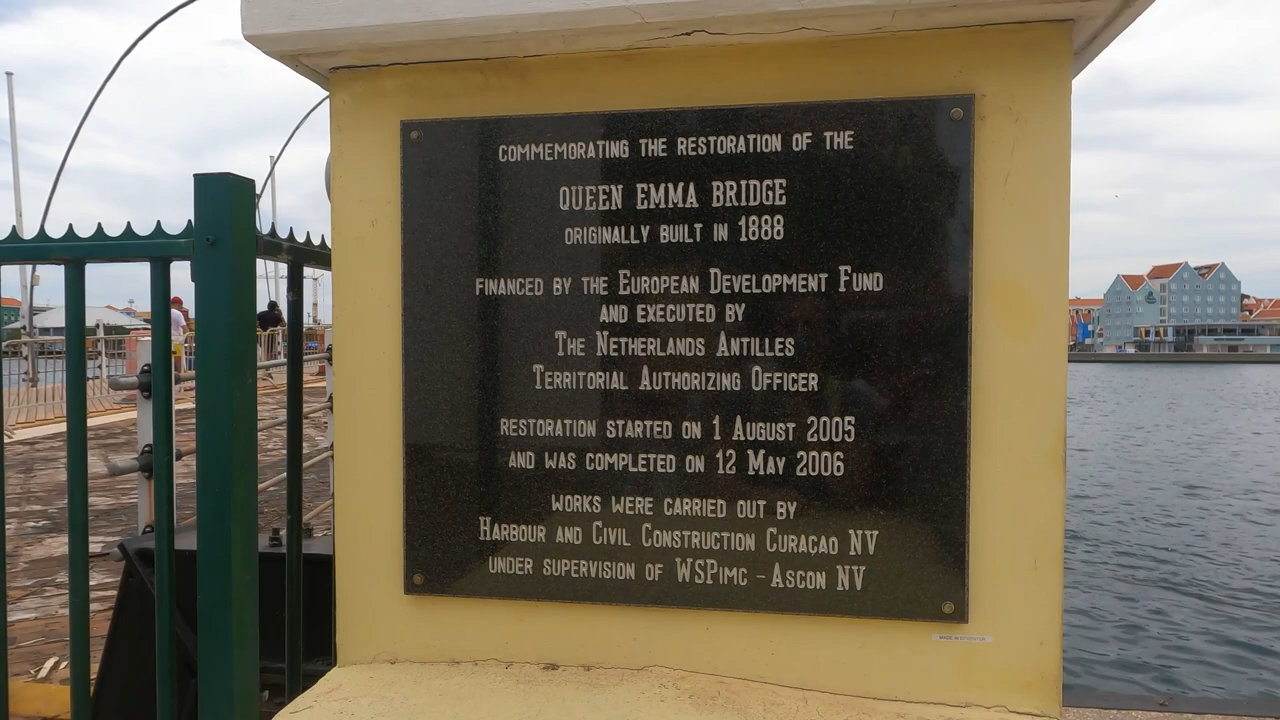 COMMEMORATING THE RESTORATION OF THE
QUEEN EMMA BRIDGE
ORIGINALLY BUILT IN 1888
FINANCED BY THE EUROPEAN DEVELOPMENT FUND
AND EXECUTED BY
THE NETHERLANDS ANTILLES
TERRITORIAL AUTHORIZING OFFICER
RESTORATION STARTED ON 1 AUGUST 2005
AND WAS COMPLETED ON 12 MAY 2006
WORKS WERE CARRIED OUT BY
HARBOUR AND CIVIL CONSTRUCTION CURAÇAO NV
UNDER SUPERVISION OF WSPIMC - ASCON NV
MADE IN